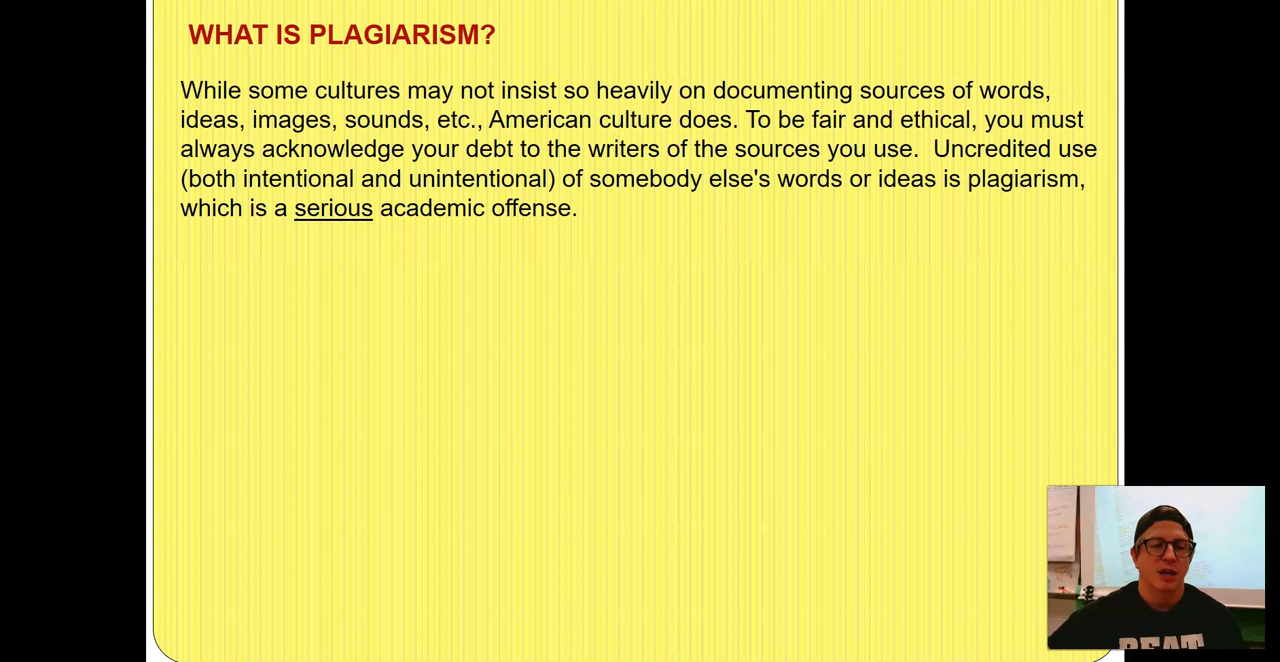 WHAT IS PLAGIARISM?
While some cultures may not insist so heavily on documenting sources of words,
ideas, images, sounds, etc., American culture does. To be fair and ethical, you must
always acknowledge your debt to the writers of the sources you use.  Uncredited use
(both intentional and unintentional) of somebody else's words or ideas is plagiarism,
which is a serious academic offense.
BEAT